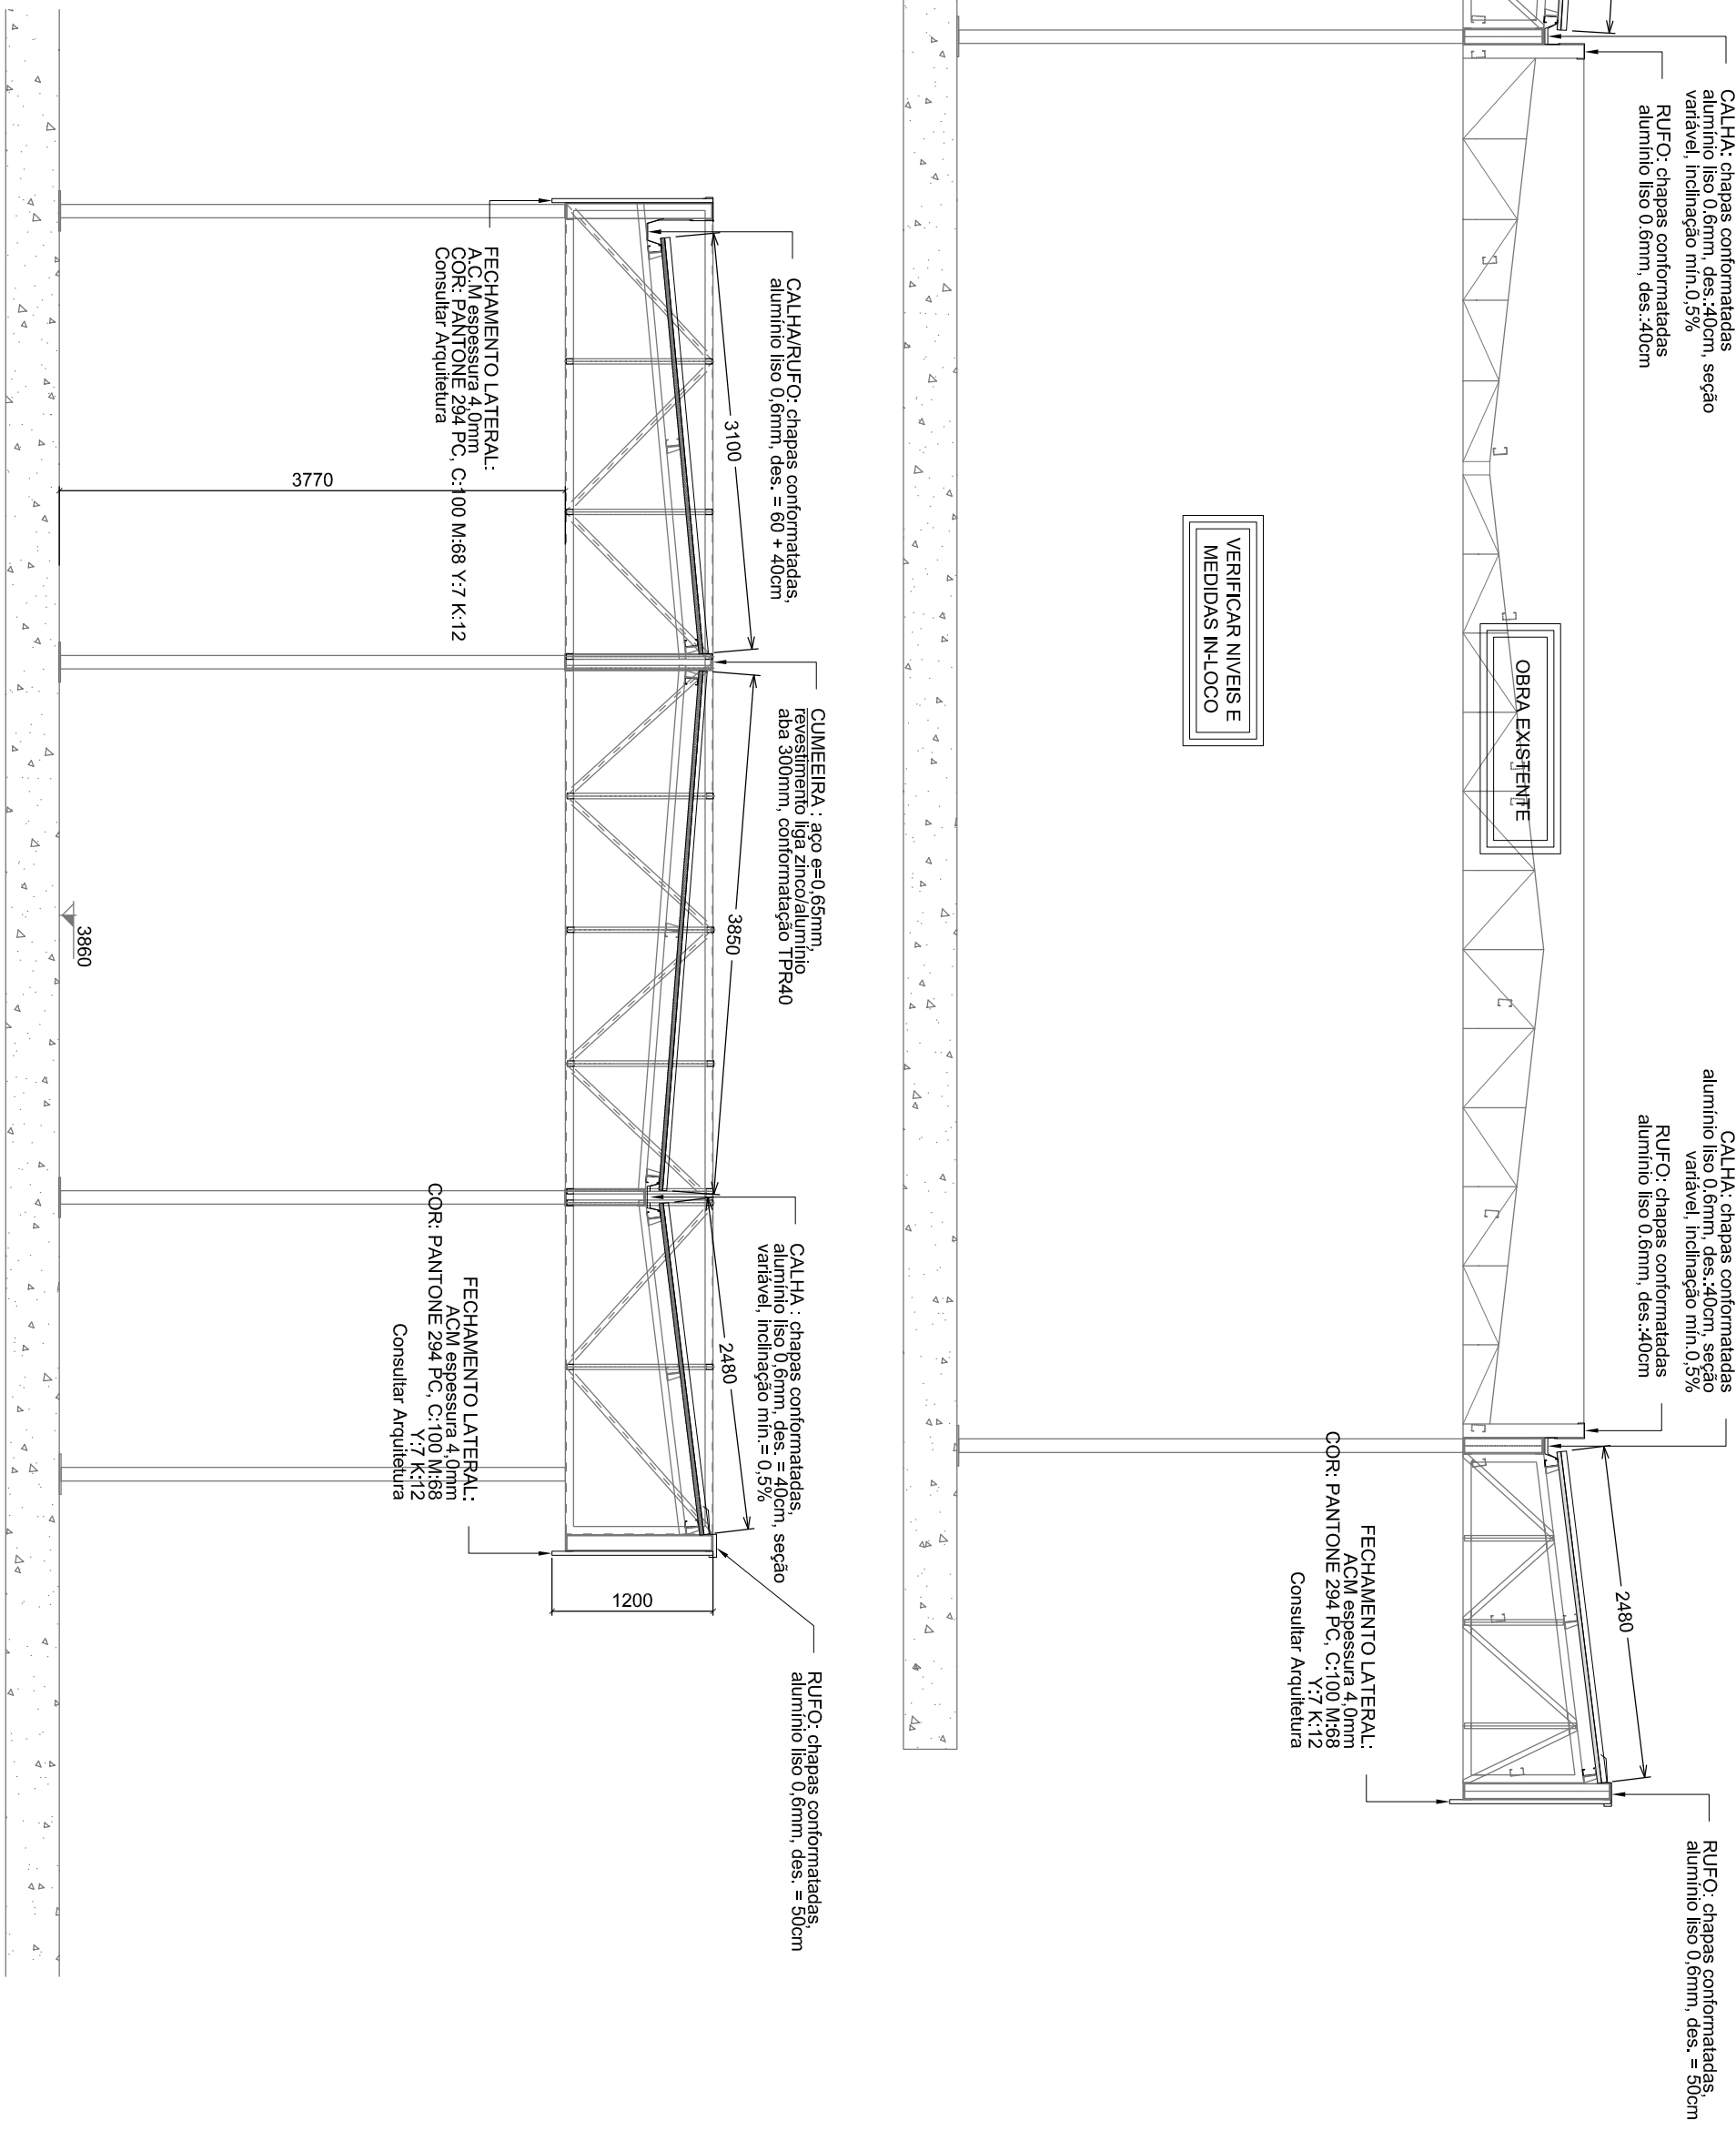 CALHA: chapas conformatadas
alumínio liso 0.6mm, des.:40cm, seção
variável, inclinação mín.0,5%
RUFO: chapas conformatadas
alumínio liso 0.6mm, des.:40cm
CALHA: chapas conformatadas
alumínio liso 0.6mm, des.:40cm, seção
variável, inclinação mín.0,5%
RUFO: chapas conformatadas
alumínio liso 0.6mm, des.:40cm
RUFO: chapas conformatadas,
alumínio liso 0,6mm, des. = 50cm
2480
OBRA EXISTENTE
VERIFICAR NIVEIS E
MEDIDAS IN-LOCO
FECHAMENTO LATERAL:
ACM espessura 4,0mm
COR: PANTONE 294 PC, C:100 M:68
Y:7 K:12
Consultar Arquitetura
CALHA/RUFO: chapas conformatadas,
alumínio liso 0,6mm, des. = 60 + 40cm
CUMEEIRA : aço e=0,65mm,
revestimento liga zinco/alumínio
aba 300mm, conformatação TPR40
CALHA : chapas conformatadas,
alumínio liso 0,6mm, des. = 40cm, seção
variável, inclinação mín.= 0,5%
RUFO: chapas conformatadas,
alumínio liso 0,6mm, des. = 50cm
3100
3850
2480
1200
FECHAMENTO LATERAL:
A.C.M espessura 4,0mm
COR: PANTONE 294 PC, C:100 M:68 Y:7 K:12
Consultar Arquitetura
3770
FECHAMENTO LATERAL:
ACM espessura 4,0mm
COR: PANTONE 294 PC, C:100 M:68
Y:7 K:12
Consultar Arquitetura
3860